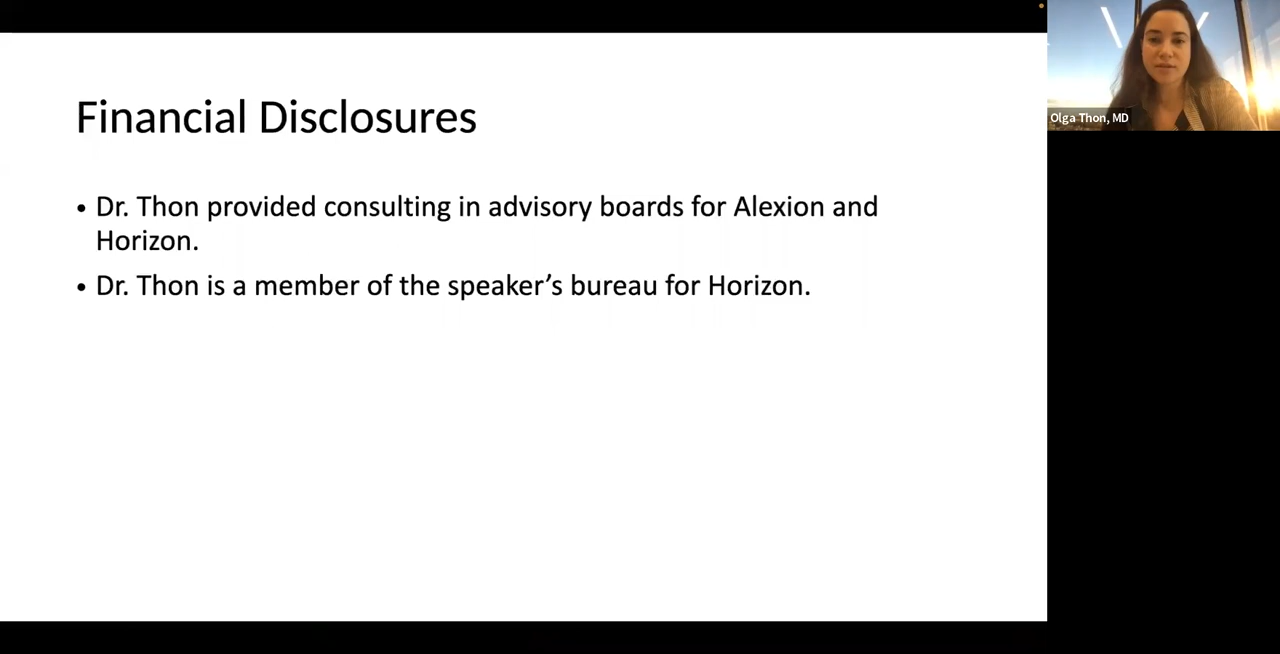 Financial Disclosures
• Dr. Thon provided consulting in advisory boards for Alexion and
Horizon.
• Dr. Thon is a member of the speaker’s bureau for Horizon.
Olga Thon, MD